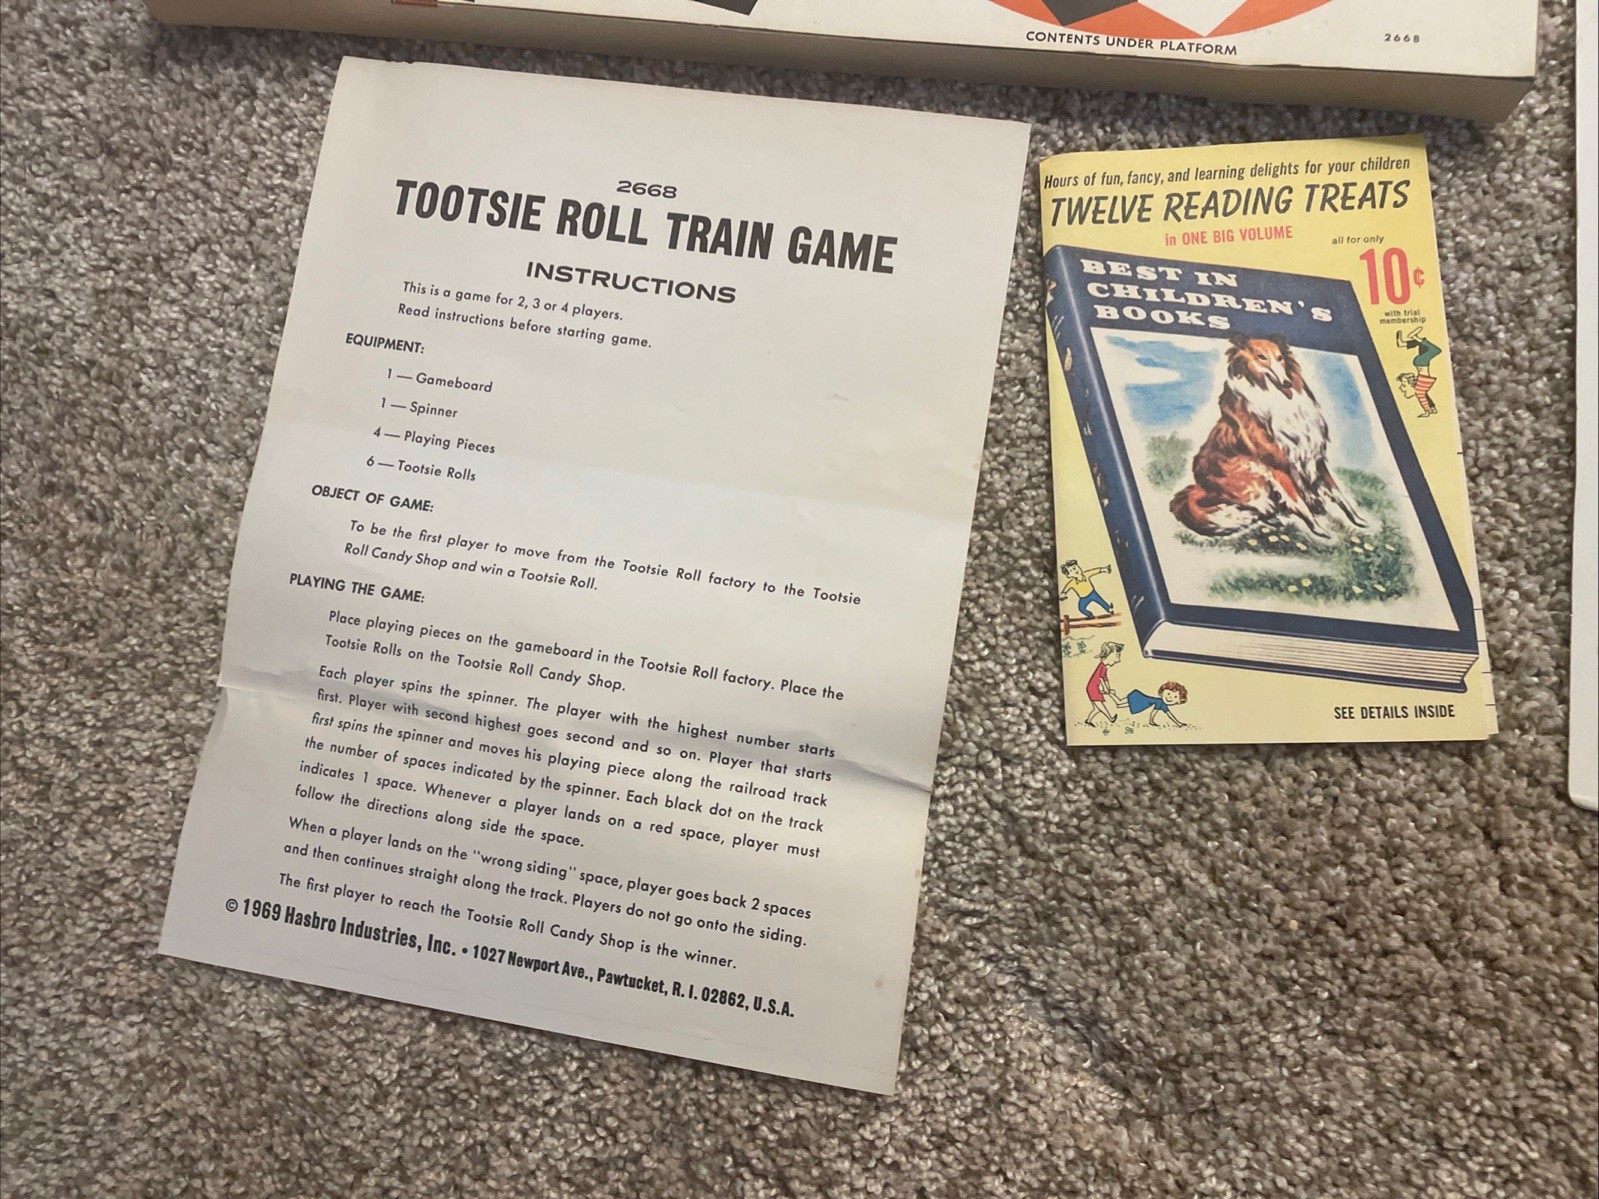 CONTENTS UNDER PLATFORM
2668
2668
TOOTSIE ROLL TRAIN GAME
INSTRUCTIONS
This is a game for 2, 3 or 4 players.
Read instructions before starting game.
EQUIPMENT:
1 — Gameboard
1 — Spinner
4 — Playing Pieces
6 — Tootsie Rolls
OBJECT OF GAME:
To be the first player to move from the Tootsie Roll factory to the Tootsie
Roll Candy Shop and win a Tootsie Roll.
PLAYING THE GAME:
Place playing pieces on the gameboard in the Tootsie Roll factory. Place the
Tootsie Rolls on the Tootsie Roll Candy Shop.
Each player spins the spinner. The player with the highest number starts
first. Player with second highest goes second and so on. Player that starts
first spins the spinner and moves his playing piece along the railroad track
the number of spaces indicated by the spinner. Each black dot on the track
indicates 1 space. Whenever a player lands on a red space, player must
follow the directions along side the space.
When a player lands on the "wrong siding" space, player goes back 2 spaces
and then continues straight along the track. Players do not go onto the siding.
The first player to reach the Tootsie Roll Candy Shop is the winner.
© 1969 Hasbro Industries, Inc. • 1027 Newport Ave., Pawtucket, R. I. 02862, U.S.A.
Hours of fun, fancy, and learning delights for your children
TWELVE READING TREATS
in ONE BIG VOLUME
all for only
10¢
with trial
membership
BEST IN
CHILDREN'S
BOOKS
SEE DETAILS INSIDE